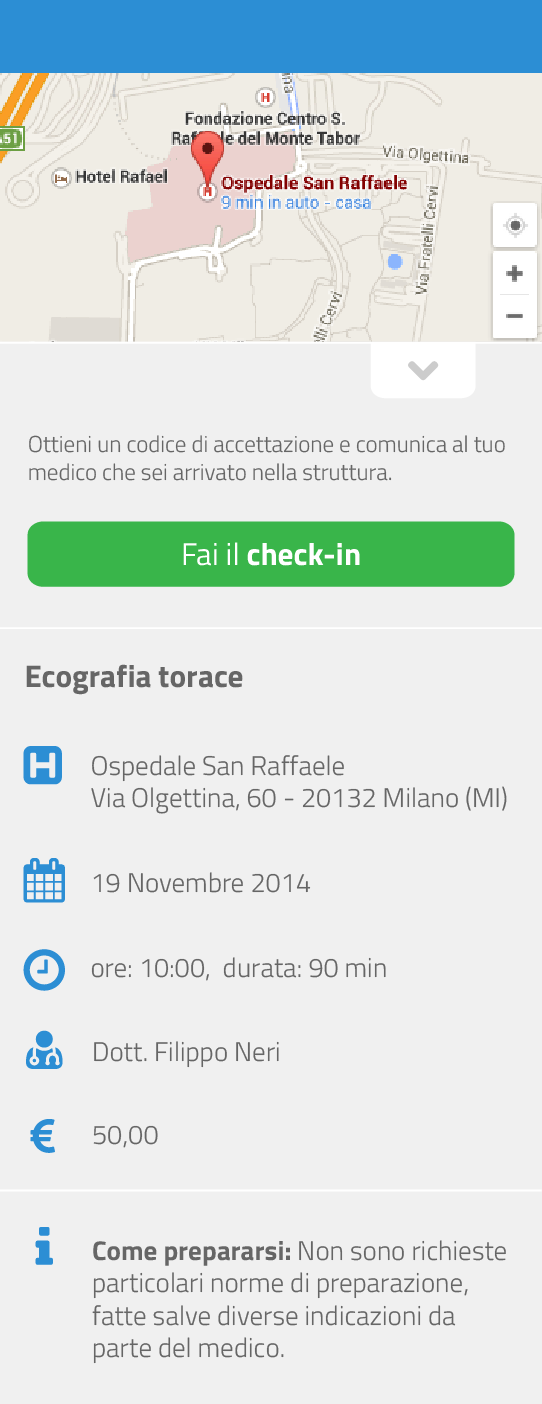 H
Fondazione Centro S.
Raffaele del Monte Tabor
A51
Via Olgettina
Hotel Rafael
H
Ospedale San Raffaele
9 min in auto - casa
Via Fratelli Cervi
lli Cervi
Ottieni un codice di accettazione e comunica al tuo
medico che sei arrivato nella struttura.
Fai il check-in
Ecografia torace
H
Ospedale San Raffaele
Via Olgettina, 60 - 20132 Milano (MI)
19 Novembre 2014
ore: 10:00, durata: 90 min
Dott. Filippo Neri
€
50,00
i
Come prepararsi: Non sono richieste
particolari norme di preparazione,
fatte salve diverse indicazioni da
parte del medico.